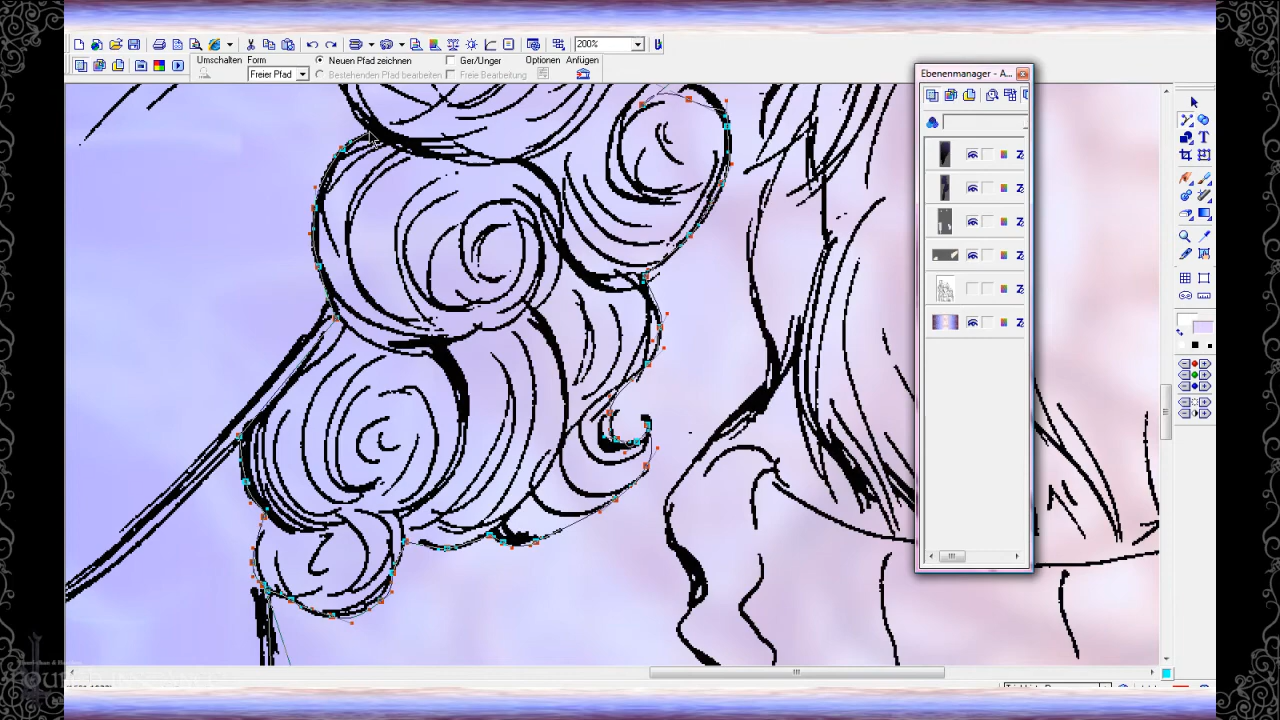 200%
Umschalten Form Neuen Pfad zeichnen Ger/Unger Optionen Anfügen
Freier Pfad Bestehenden Pfad bearbeiten Freie Bearbeitung
Ebenenmanager - A...